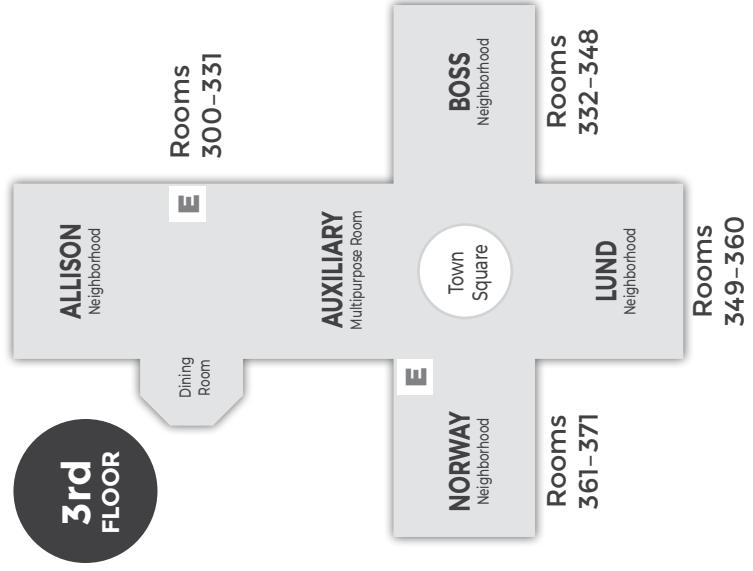 3rd
FLOOR
Dining
Room
ALLISON
Neighborhood
E
Rooms
300–331
AUXILIARY
Multipurpose Room
NORWAY
Neighborhood
E
Town
Square
BOSS
Neighborhood
Rooms
361–371
Rooms
332–348
LUND
Neighborhood
Rooms
349–360